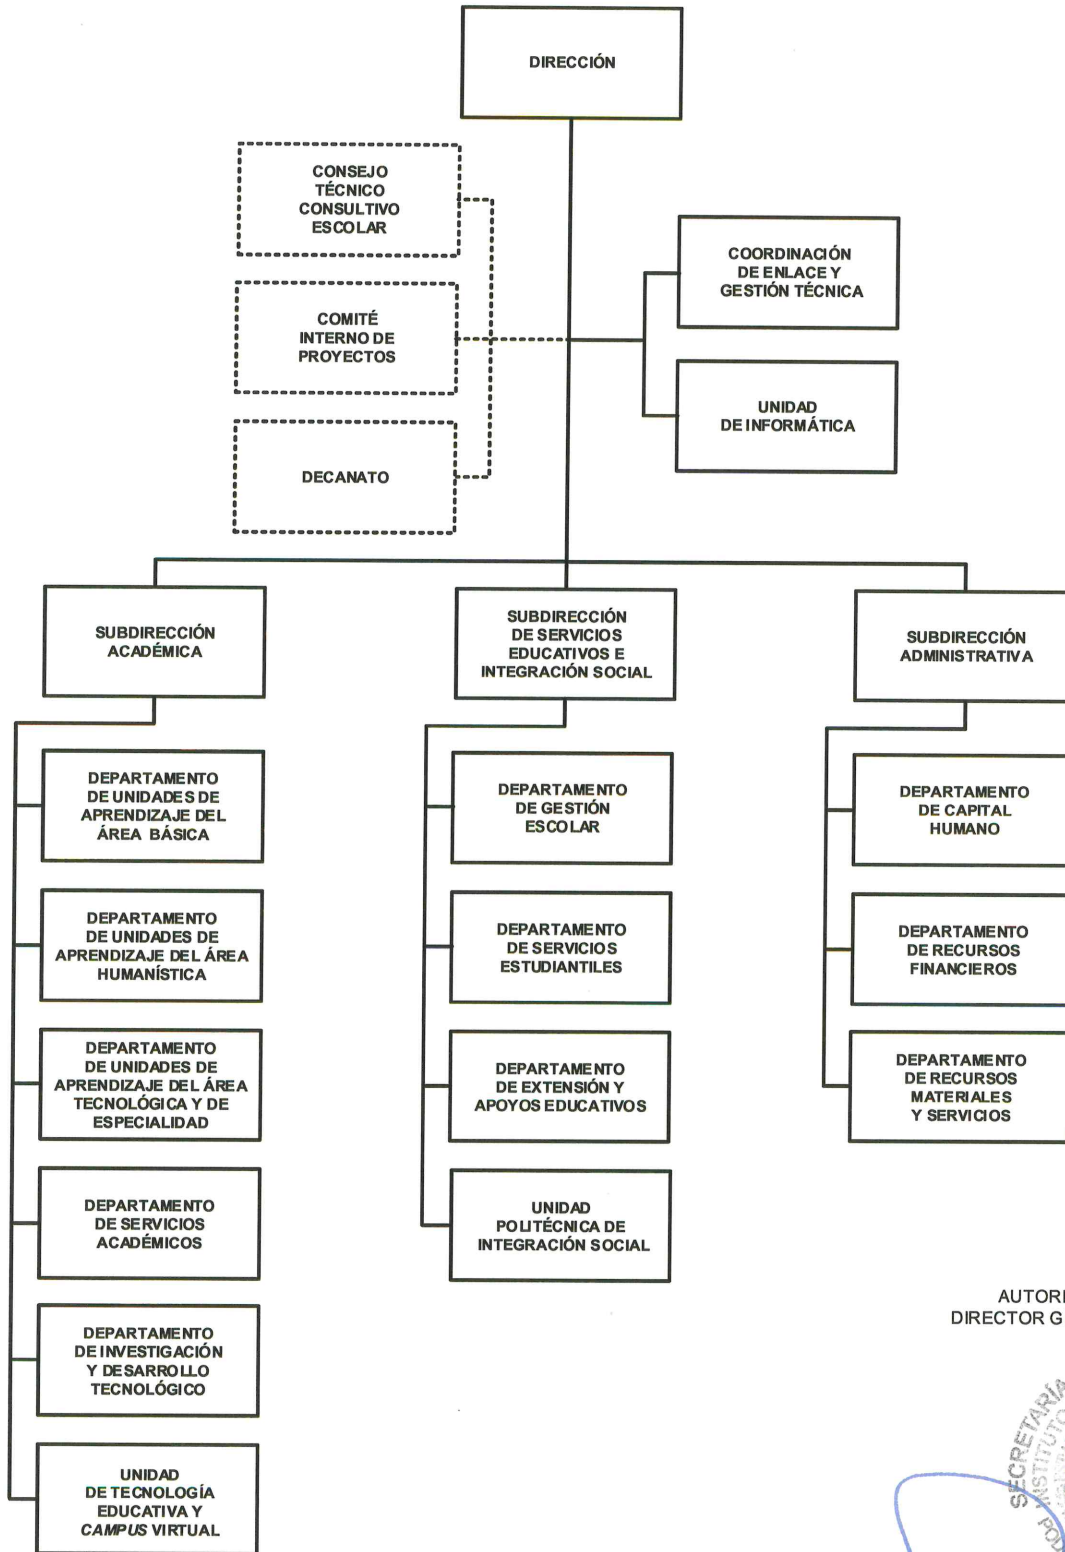 DIRECCIÓN
CONSEJO
TÉCNICO
CONSULTIVO
ESCOLAR
COMITÉ
INTERNO DE
PROYECTOS
DECANATO
COORDINACIÓN
DE ENLACE Y
GESTIÓN TÉCNICA
UNIDAD
DE INFORMÁTICA
SUBDIRECCIÓN
ACADÉMICA
SUBDIRECCIÓN
DE SERVICIOS
EDUCATIVOS E
INTEGRACIÓN SOCIAL
SUBDIRECCIÓN
ADMINISTRATIVA
DEPARTAMENTO
DE UNIDADES DE
APRENDIZAJE DEL
ÁREA BÁSICA
DEPARTAMENTO
DE UNIDADES DE
APRENDIZAJE DEL ÁREA
HUMANÍSTICA
DEPARTAMENTO
DE UNIDADES DE
APRENDIZAJE DEL ÁREA
TECNOLÓGICA Y DE
ESPECIALIDAD
DEPARTAMENTO
DE SERVICIOS
ACADÉMICOS
DEPARTAMENTO
DE INVESTIGACIÓN
Y DESARROLLO
TECNOLÓGICO
UNIDAD
DE TECNOLOGÍA
EDUCATIVA Y
CAMPUS VIRTUAL
DEPARTAMENTO
DE GESTIÓN
ESCOLAR
DEPARTAMENTO
DE SERVICIOS
ESTUDIANTILES
DEPARTAMENTO
DE EXTENSIÓN Y
APOYOS EDUCATIVOS
UNIDAD
POLITÉCNICA DE
INTEGRACIÓN SOCIAL
DEPARTAMENTO
DE CAPITAL
HUMANO
DEPARTAMENTO
DE RECURSOS
FINANCIEROS
DEPARTAMENTO
DE RECURSOS
MATERIALES
Y SERVICIOS
AUTORI
DIRECTOR G
SECRETARÍA
INSTITUTO